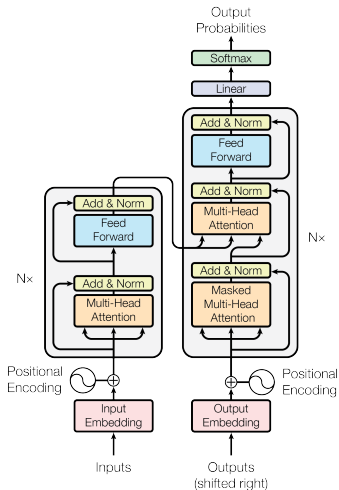 Output
Probabilities
Softmax
Linear
Add & Norm
Feed
Forward
Add & Norm
Multi-Head
Attention
Add & Norm
Masked
Multi-Head
Attention
N×
Add & Norm
Feed
Forward
Add & Norm
Multi-Head
Attention
N×
Positional
Encoding
Positional
Encoding
Input
Embedding
Output
Embedding
Inputs
Outputs
(shifted right)